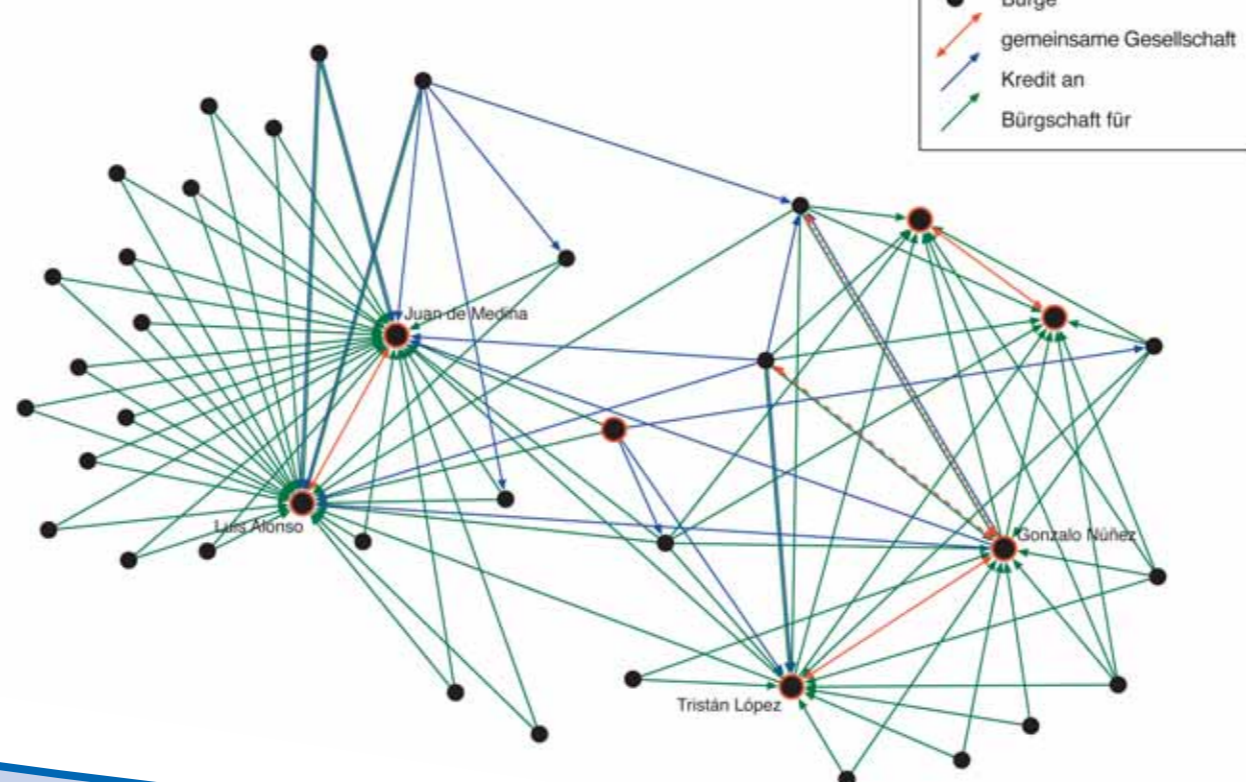 Bürge
gemeinsame Gesellschaft
Kredit an
Bürgschaft für
Juan de Medina
Luis Alonso
Gonzalo Núñez
Tristán López